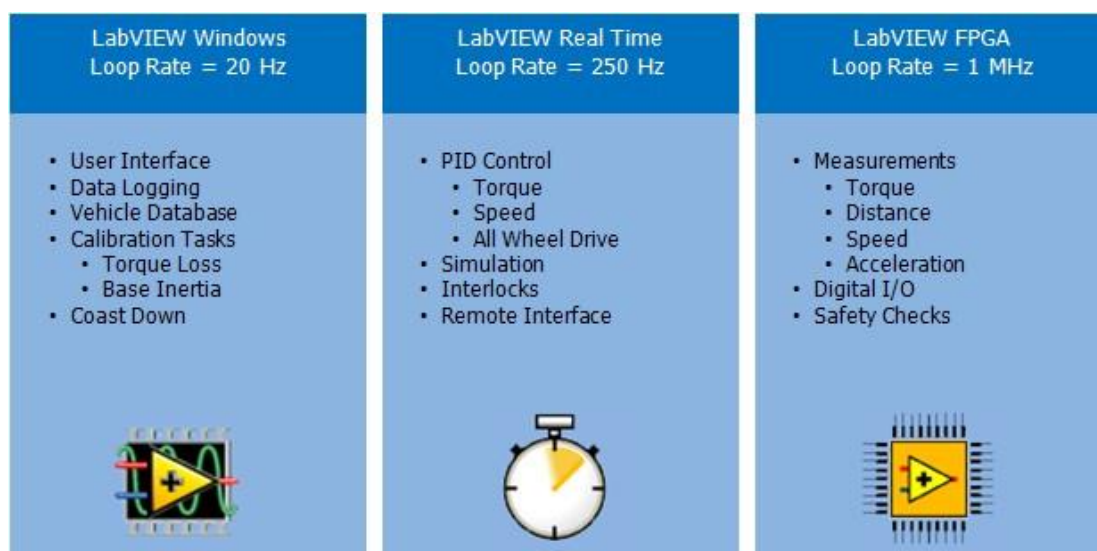 LabVIEW Windows
Loop Rate = 20 Hz
• User Interface
• Data Logging
• Vehicle Database
• Calibration Tasks
• Torque Loss
• Base Inertia
• Coast Down
LabVIEW Real Time
Loop Rate = 250 Hz
• PID Control
• Torque
• Speed
• All Wheel Drive
• Simulation
• Interlocks
• Remote Interface
LabVIEW FPGA
Loop Rate = 1 MHz
• Measurements
• Torque
• Distance
• Speed
• Acceleration
• Digital I/O
• Safety Checks